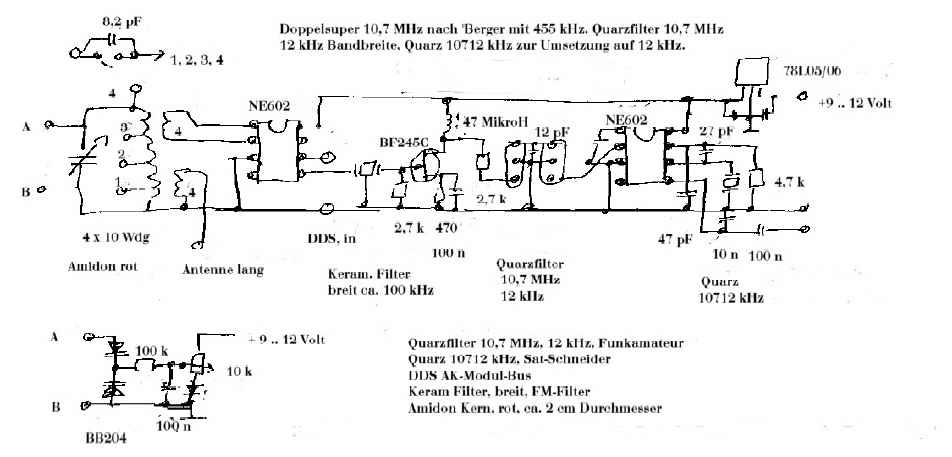 8,2 pF
Doppelsuper 10,7 MHz nach 'Berger mit 455 kHz. Quarzfilter 10,7 MHz
12 kHz Bandbreite. Quarz 10712 kHz zur Umsetzung auf 12 kHz.
1, 2, 3, 4
78L05/06
+9 .. 12 Volt
4
NE602
47 MikroH
NE602
A
3
4
BF245C
12 pF
27 pF
2
B
1
4
2,7 k
4,7 k
2,7 k
470
4 x 10 Wdg
DDS, in
47 pF
100 n
10 n
100 n
Amidon rot
Antenne lang
Keram. Filter
breit ca. 100 kHz
Quarzfilter
10,7 MHz
12 kHz
Quarz
10712 kHz
A
+ 9 .. 12 Volt
100 k
10 k
B
100 n
BB204
Quarzfilter 10,7 MHz, 12 kHz, Funkamateur
Quarz 10712 kHz, Sat-Schneider
DDS AK-Modul-Bus
Keram Filter, breit, FM-Filter
Amidon Kern, rot, ca. 2 cm Durchmesser